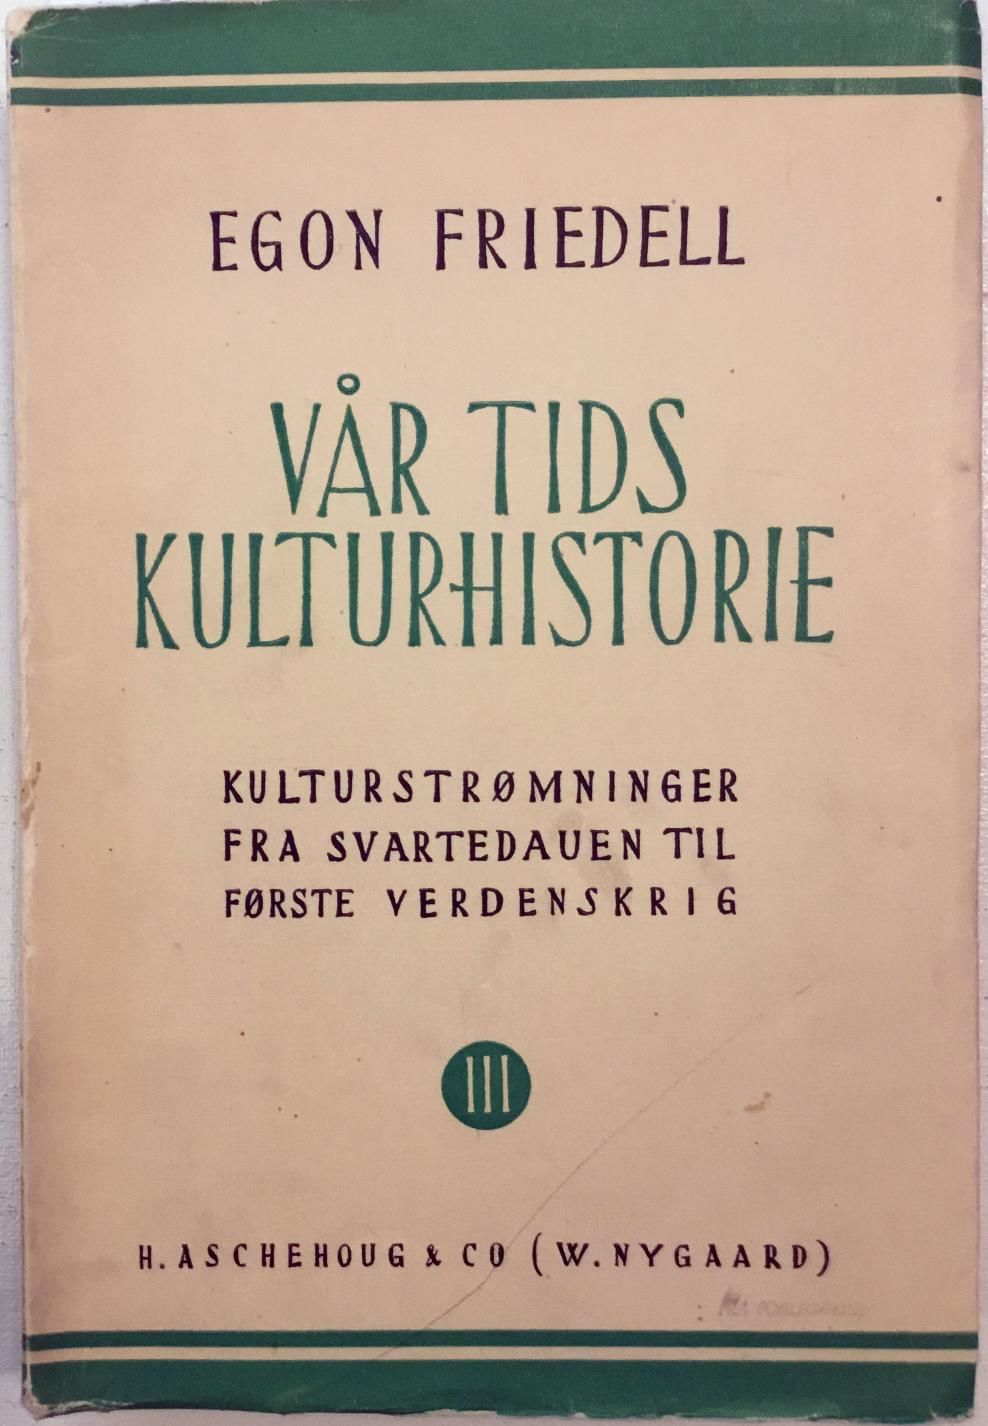 EGON FRIEDELL
VÅR TIDS
KULTURHISTORIE
KULTURSTRØMNINGER
FRA SVARTEDAUEN TIL
FØRSTE VERDENSKRIG
III
H. ASCHEHOUG & CO (W. NYGAARD)